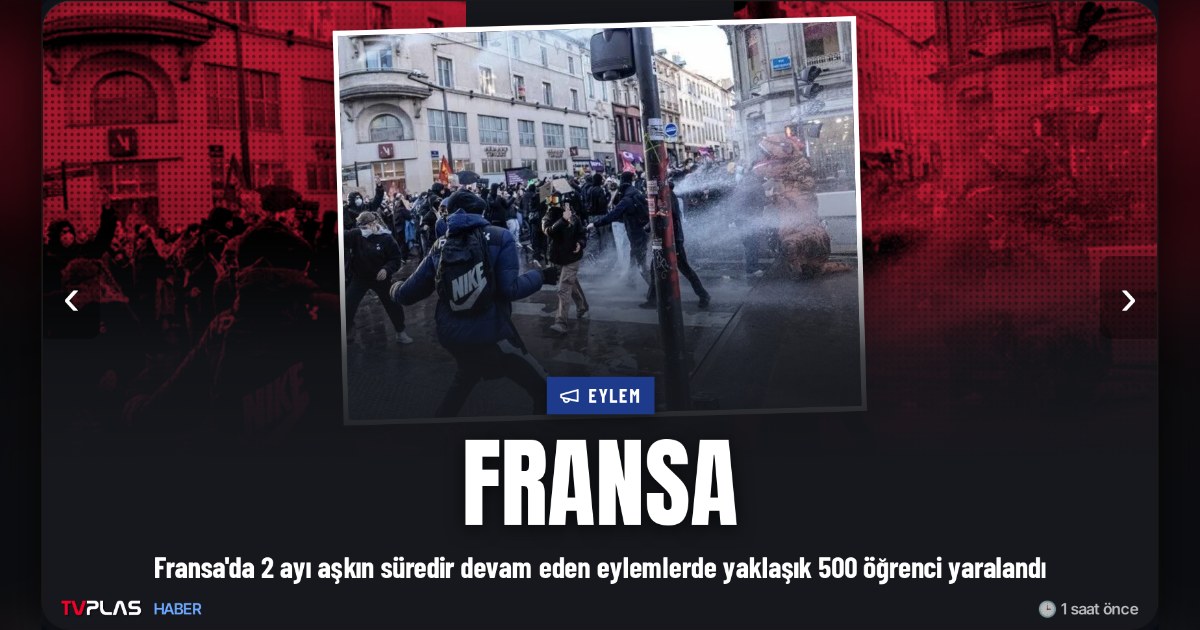 NIKE
EYLEM
FRANSA
Fransa'da 2 ayı aşkın süredir devam eden eylemlerde yaklaşık 500 öğrenci yaralandı
TVPLAS HABER
1 saat önce